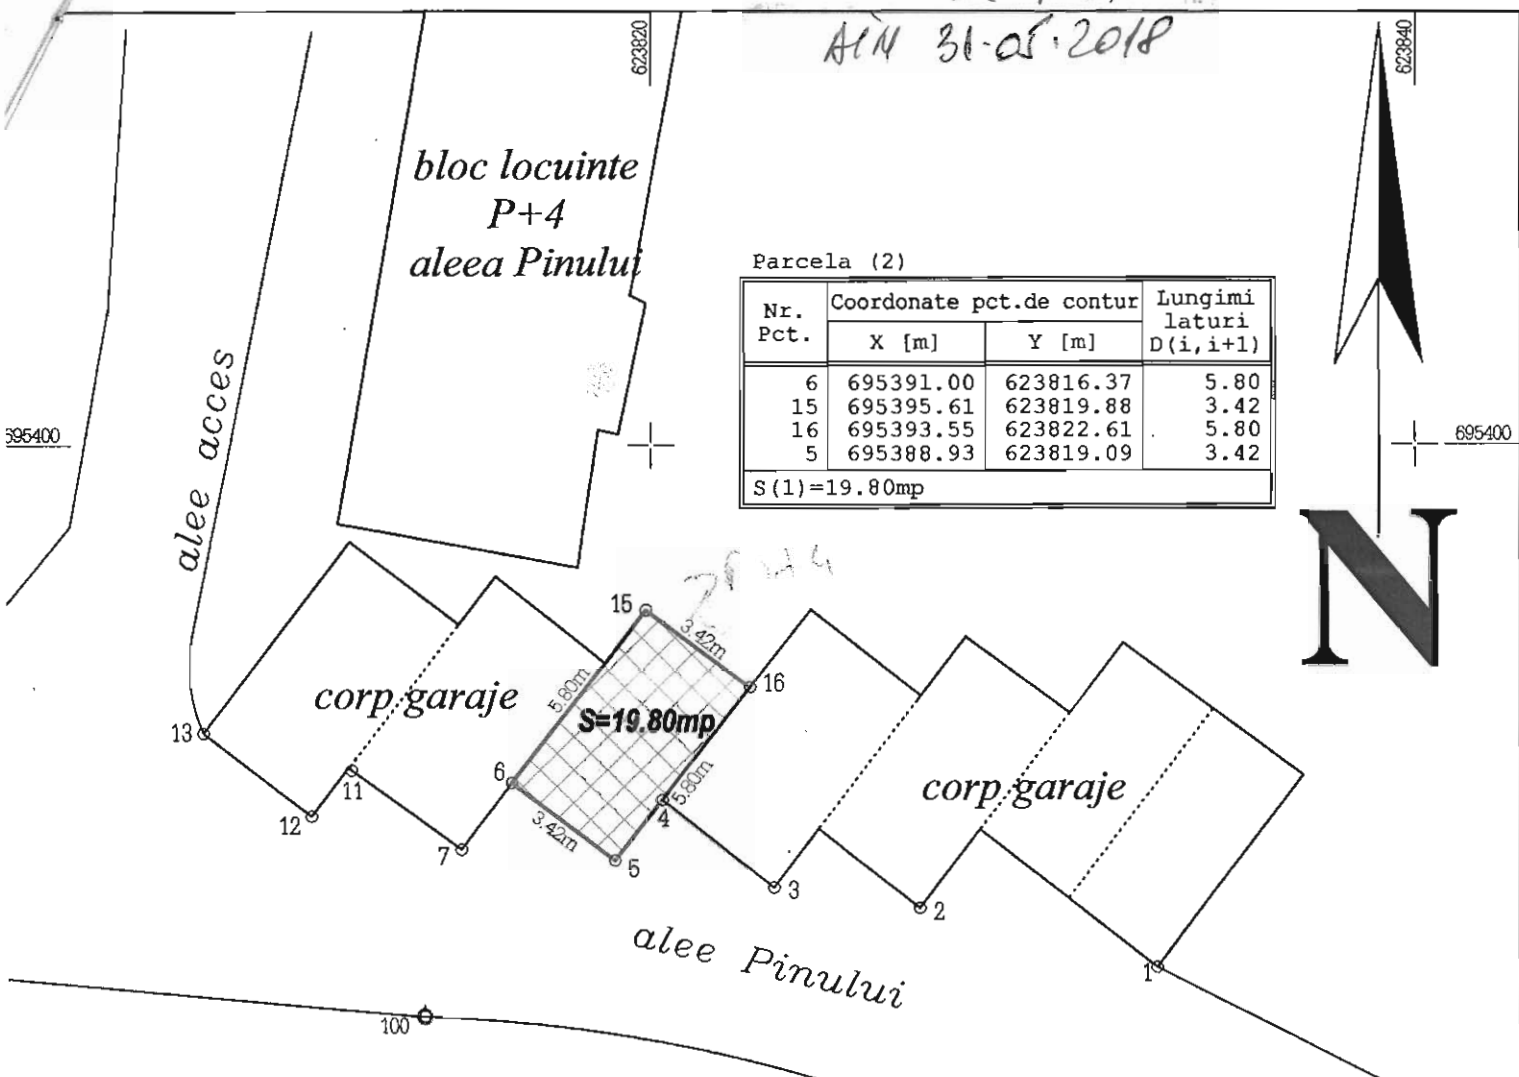 31.05.2018
623820
623840
bloc locuinte
P+4
aleea Pinului
Parcela (2)
Nr. Pct. Coordonate pct.de contur Lungimi laturi D(i,i+1)
X [m] Y [m]
6 695391.00 623816.37 5.80
15 695395.61 623819.88 3.42
16 695393.55 623822.61 5.80
5 695388.93 623819.09 3.42
S(1)=19.80mp
alee acces
695400
695400
N
15
3.42m
16
5.80m
corp garaje
S=19.80mp
13
6
11
5.80m
corp garaje
12
4
3.42m
7
5
3
2
alee Pinului
1
100